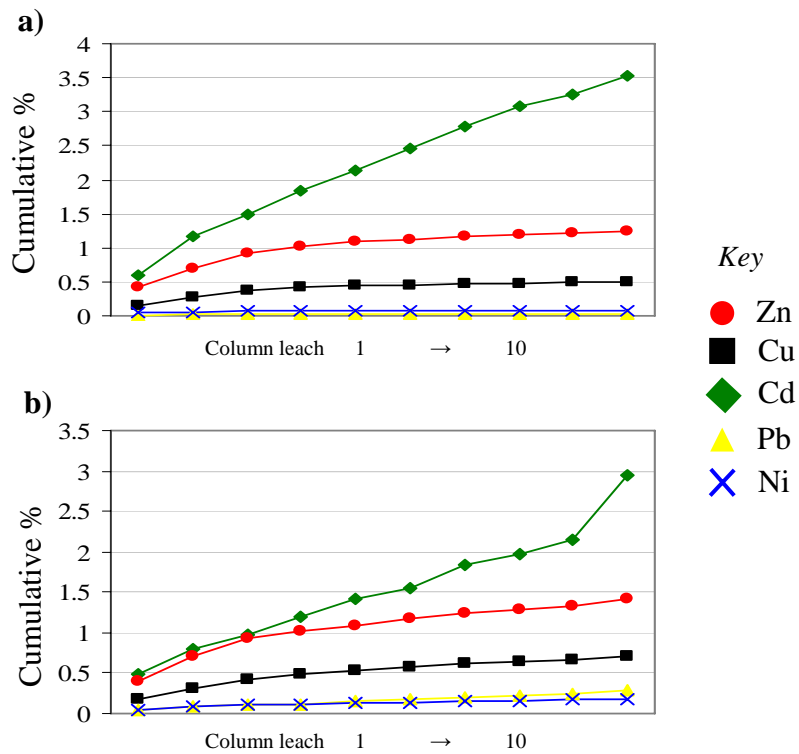 a)
4
3.5
3
2.5
2
1.5
1
0.5
0
Cumulative %
Column leach 1 → 10
b)
3.5
3
2.5
2
1.5
1
0.5
0
Cumulative %
Column leach 1 → 10
Key
Zn
Cu
Cd
Pb
Ni